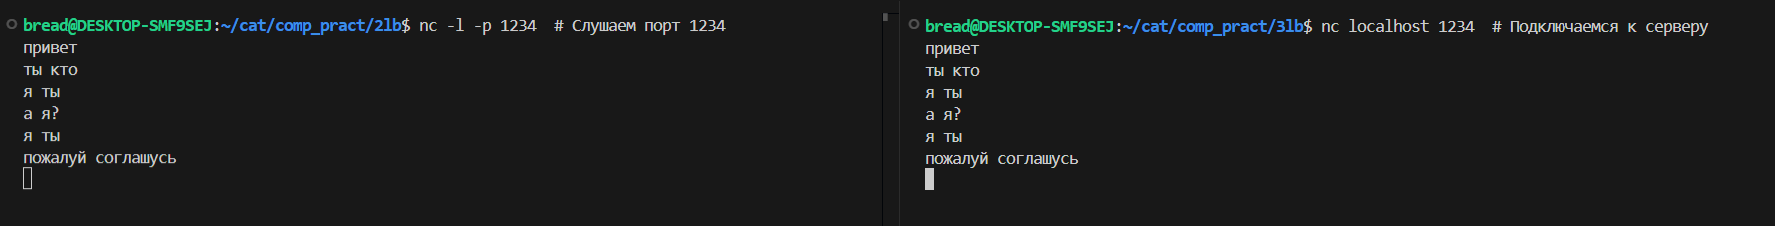 bread@DESKTOP-SMF9SEJ:~/cat/comp_pract/2lb$ nc -l -p 1234  # Слушаем порт 1234
привет
ты кто
я ты
а я?
я ты
пожалуй соглашусь
bread@DESKTOP-SMF9SEJ:~/cat/comp_pract/3lb$ nc localhost 1234  # Подключаемся к серверу
привет
ты кто
я ты
а я?
я ты
пожалуй соглашусь